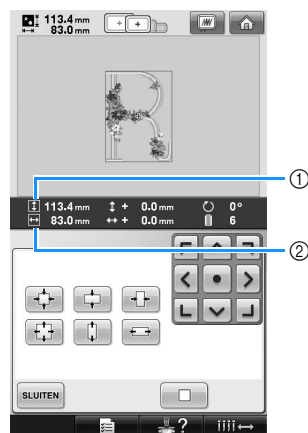 113.4 mm
83.0 mm
113.4 mm + 0.0 mm 0°
83.0 mm + 0.0 mm 6
①
②
SLUITEN
?